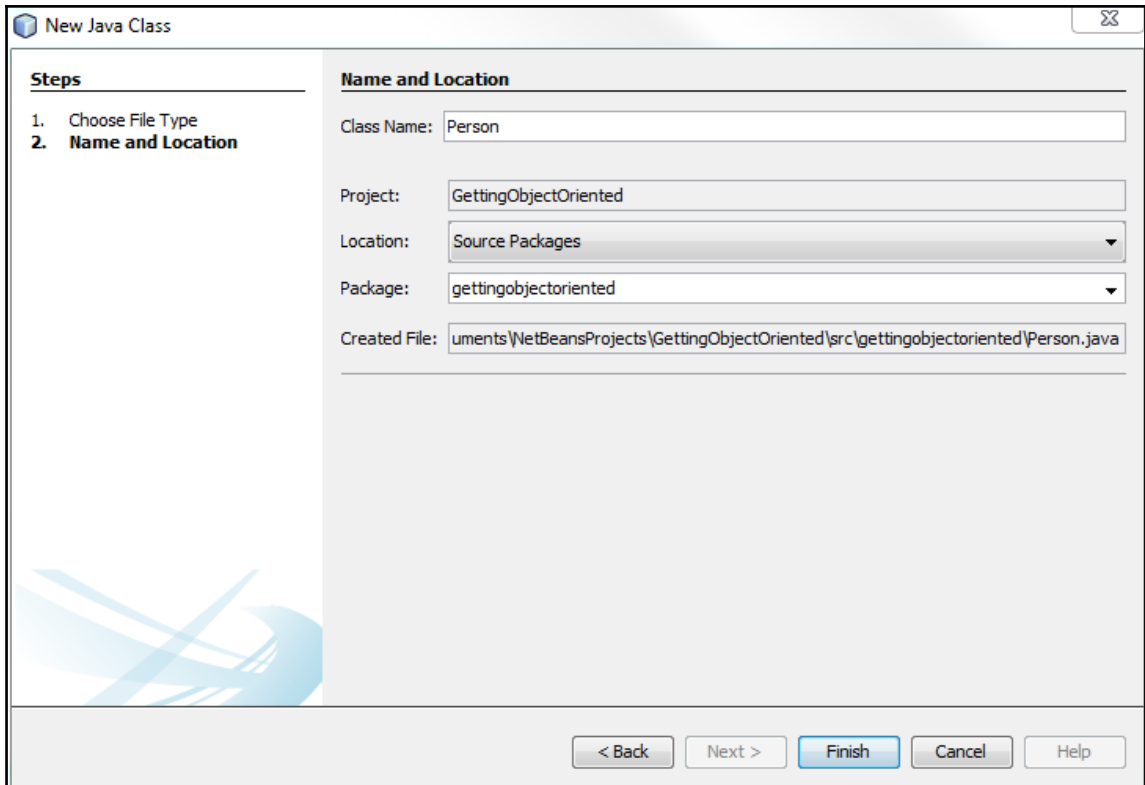 New Java Class
Steps
1. Choose File Type
2. Name and Location
Name and Location
Class Name: Person
Project: GettingObjectOriented
Location: Source Packages
Package: gettingobjectoriented
Created File: uments\NetBeansProjects\GettingObjectOriented\src\gettingobjectoriented\Person.java
< Back Next > Finish Cancel Help